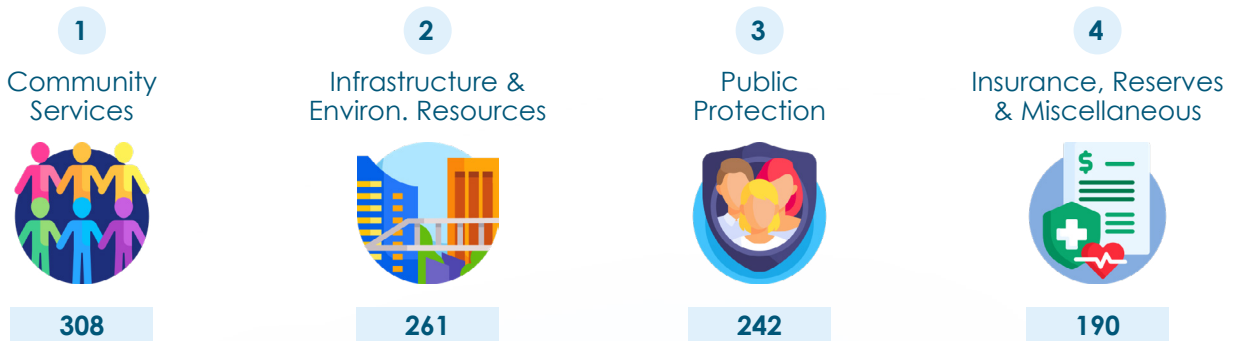 1
Community
Services
308
2
Infrastructure &
Environ. Resources
261
3
Public
Protection
242
4
Insurance, Reserves
& Miscellaneous
$
190